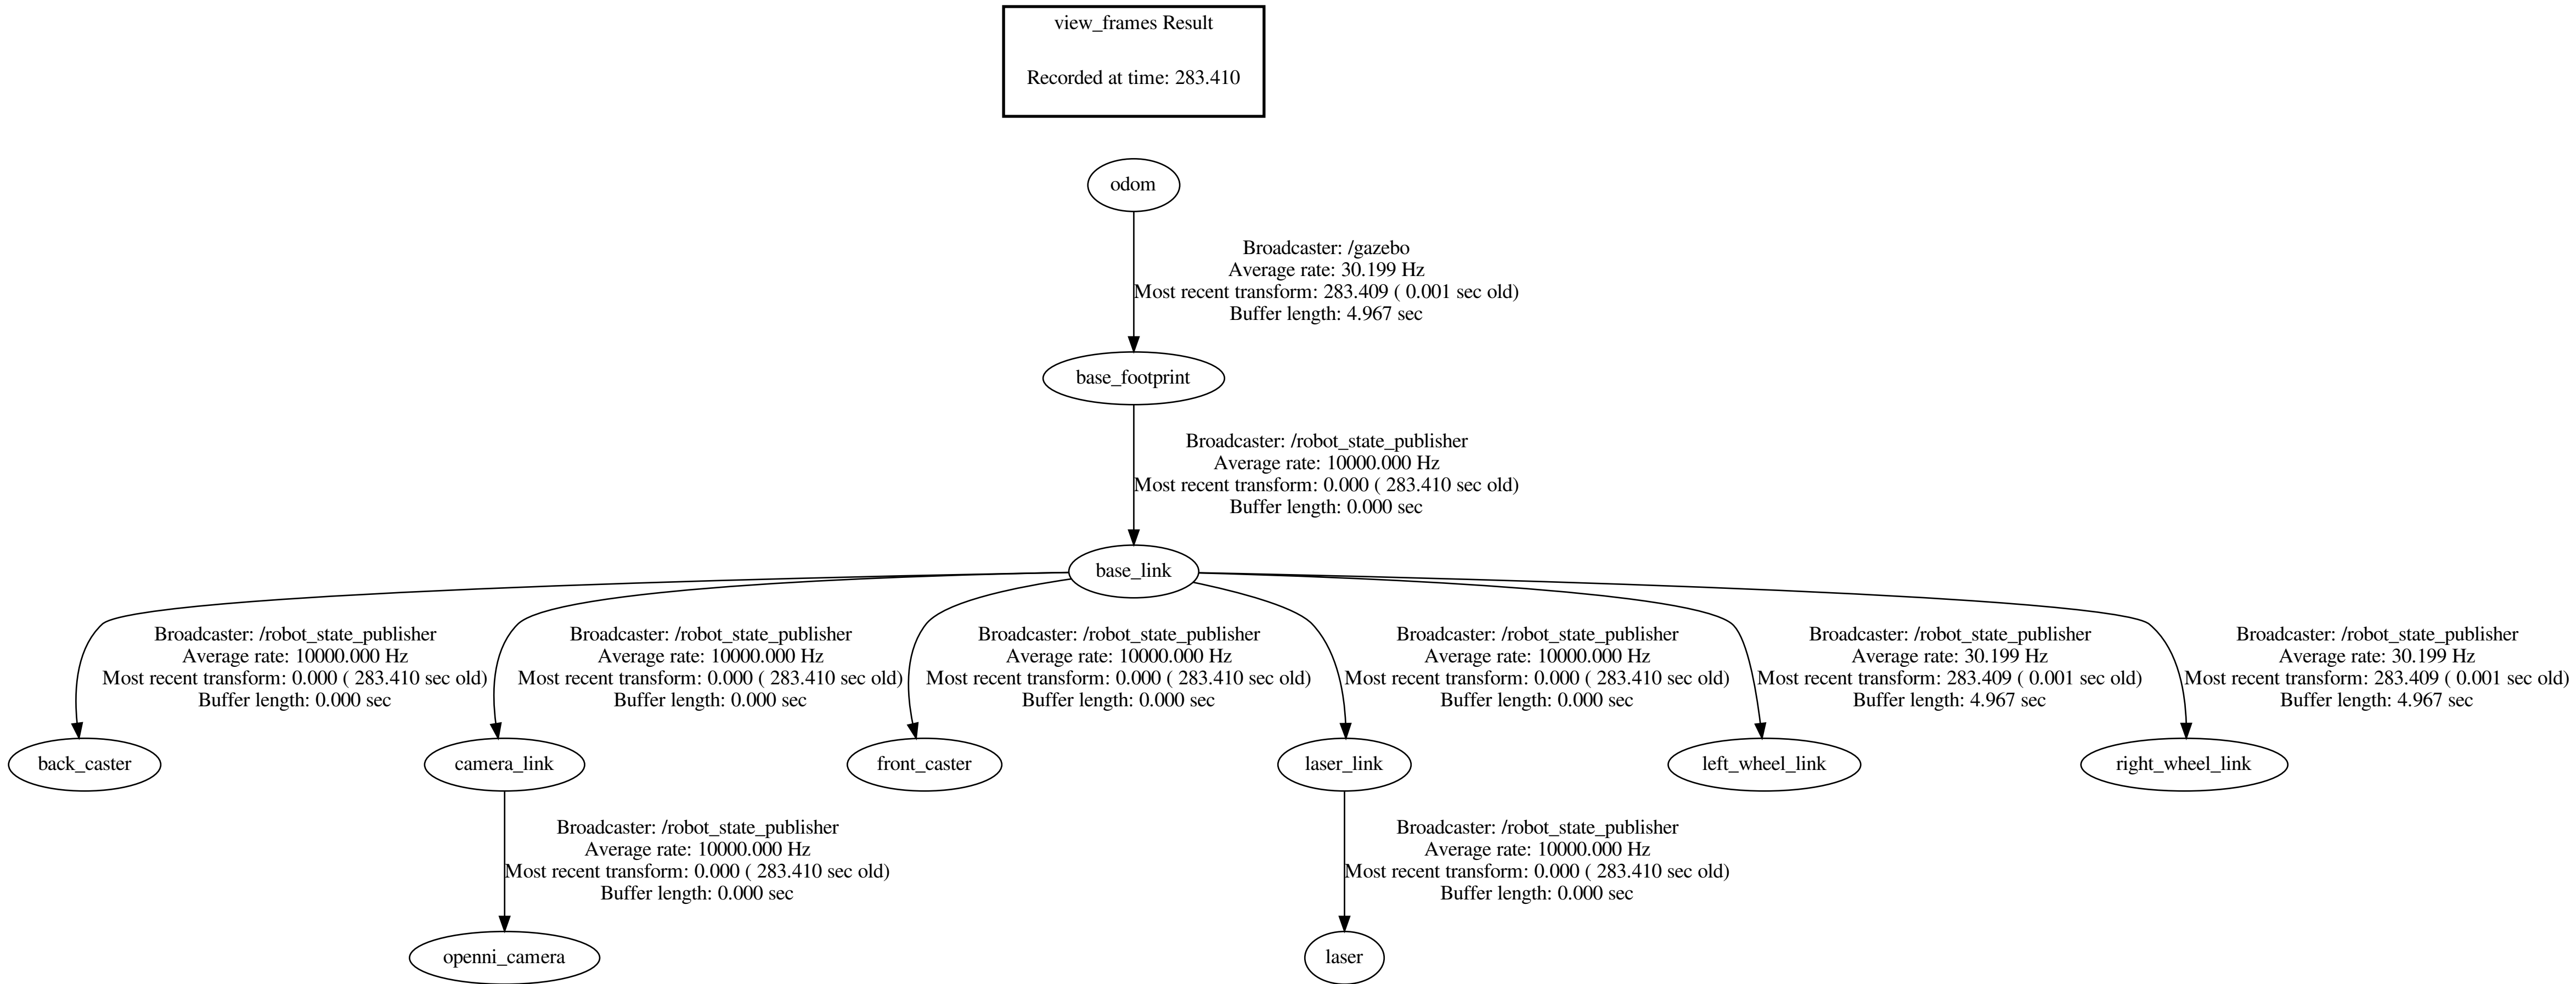 view_frames Result
Recorded at time: 283.410
odom
Broadcaster: /gazebo
Average rate: 30.199 Hz
Most recent transform: 283.409 ( 0.001 sec old)
Buffer length: 4.967 sec
base_footprint
Broadcaster: /robot_state_publisher
Average rate: 10000.000 Hz
Most recent transform: 0.000 ( 283.410 sec old)
Buffer length: 0.000 sec
base_link
Broadcaster: /robot_state_publisher
Average rate: 10000.000 Hz
Most recent transform: 0.000 ( 283.410 sec old)
Buffer length: 0.000 sec
Broadcaster: /robot_state_publisher
Average rate: 10000.000 Hz
Most recent transform: 0.000 ( 283.410 sec old)
Buffer length: 0.000 sec
Broadcaster: /robot_state_publisher
Average rate: 10000.000 Hz
Most recent transform: 0.000 ( 283.410 sec old)
Buffer length: 0.000 sec
Broadcaster: /robot_state_publisher
Average rate: 10000.000 Hz
Most recent transform: 0.000 ( 283.410 sec old)
Buffer length: 0.000 sec
Broadcaster: /robot_state_publisher
Average rate: 30.199 Hz
Most recent transform: 283.409 ( 0.001 sec old)
Buffer length: 4.967 sec
Broadcaster: /robot_state_publisher
Average rate: 30.199 Hz
Most recent transform: 283.409 ( 0.001 sec old)
Buffer length: 4.967 sec
back_caster
camera_link
front_caster
laser_link
left_wheel_link
right_wheel_link
Broadcaster: /robot_state_publisher
Average rate: 10000.000 Hz
Most recent transform: 0.000 ( 283.410 sec old)
Buffer length: 0.000 sec
Broadcaster: /robot_state_publisher
Average rate: 10000.000 Hz
Most recent transform: 0.000 ( 283.410 sec old)
Buffer length: 0.000 sec
openni_camera
laser